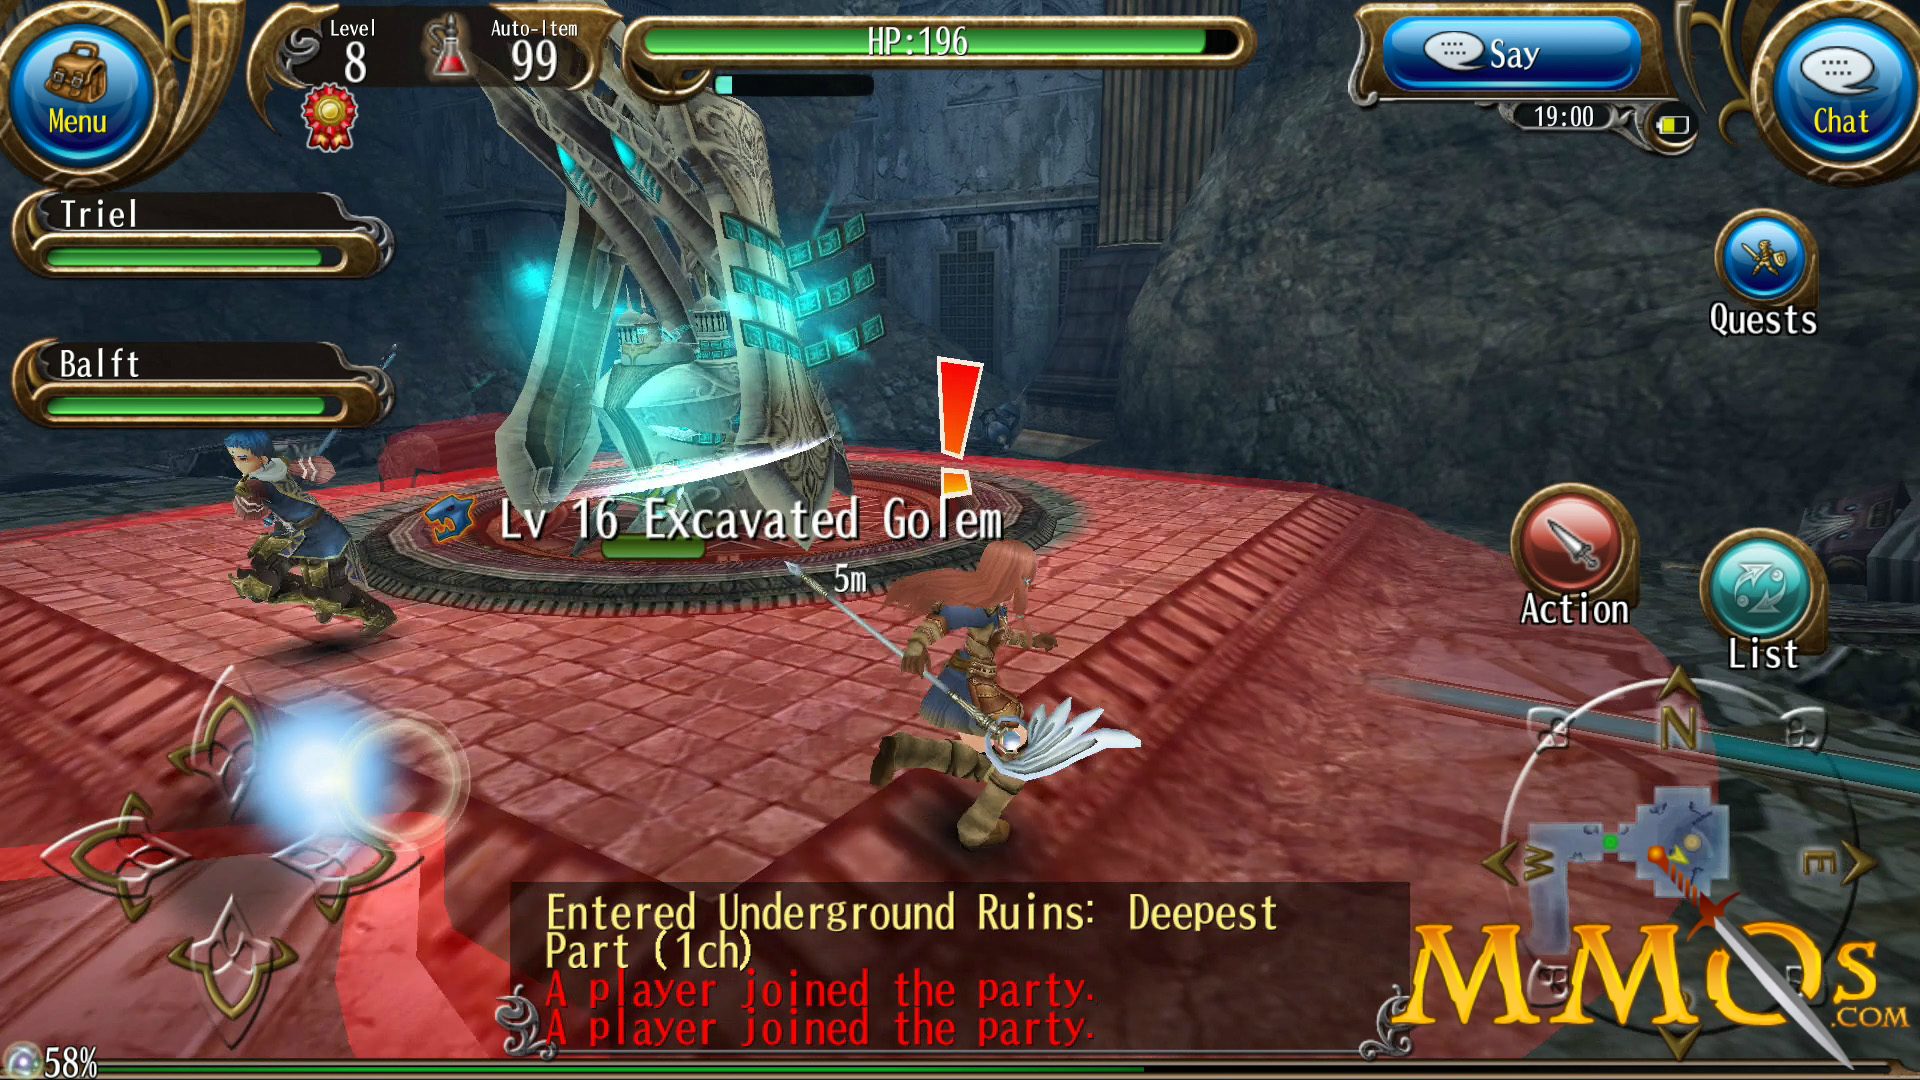 Menu
Level
8
Auto-Item
99
HP:196
Say
19:00
Chat
Triel
Balft
Quests
Lv 16 Excavated Golem
5m
Action
List
N
W
E
Entered Underground Ruins: Deepest
Part (1ch)
A player joined the party.
A player joined the party.
MMOs
.COM
58%